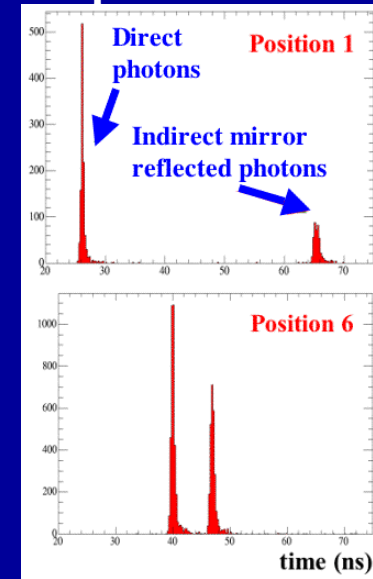 Direct
photons
Position 1
Indirect mirror
reflected photons
500
400
300
200
100
0
20 30 40 50 60 70
Position 6
1000
800
600
400
200
0
20 30 40 50 60 70
time (ns)